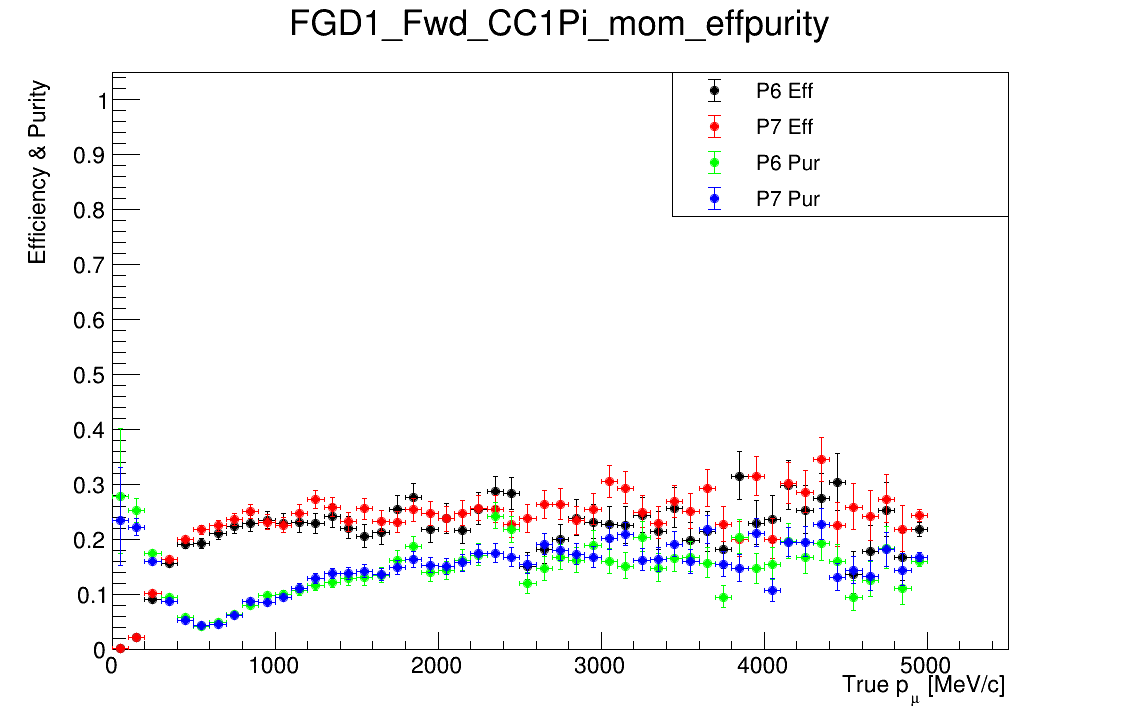 FGD1_Fwd_CC1Pi_mom_effpurity
Efficiency & Purity
P6 Eff
P7 Eff
P6 Pur
P7 Pur
1
0.9
0.8
0.7
0.6
0.5
0.4
0.3
0.2
0.1
0
0 1000 2000 3000 4000 5000
True pμ [MeV/c]